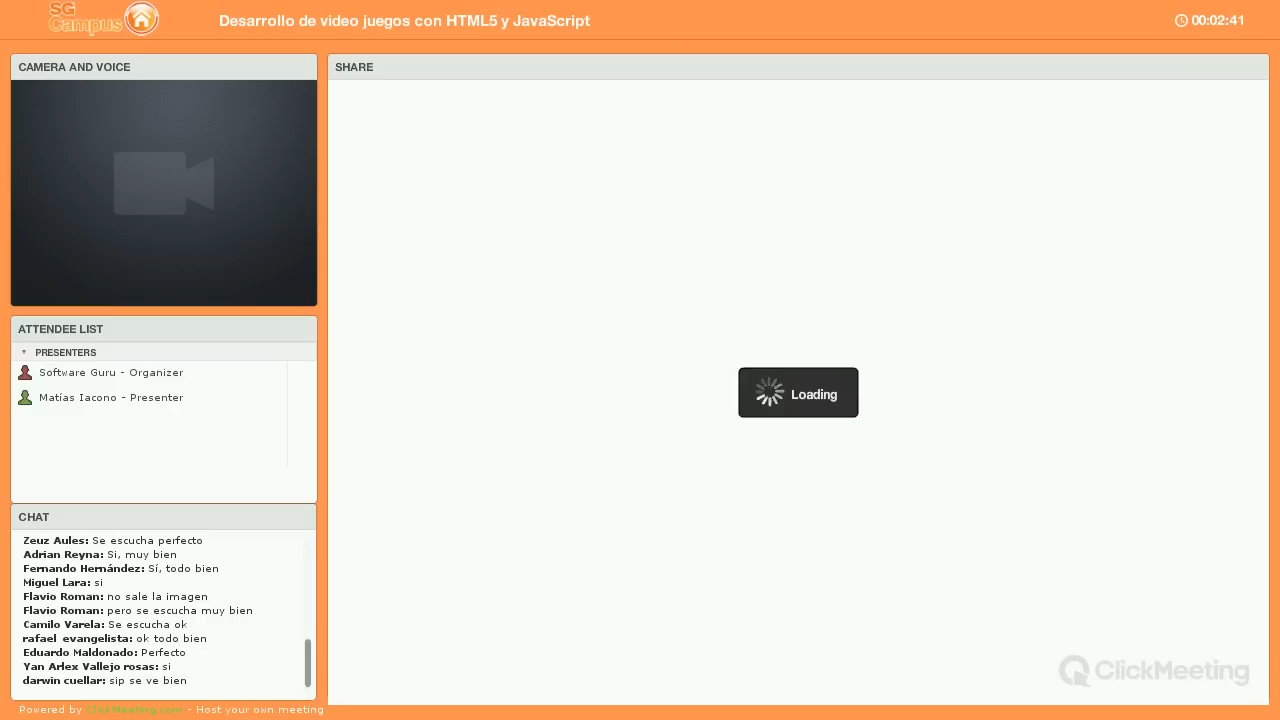 SG
Campus
Desarrollo de video juegos con HTML5 y JavaScript
00:02:41
CAMERA AND VOICE
SHARE
ATTENDEE LIST
PRESENTERS
Software Guru - Organizer
Matías Iacono - Presenter
Loading
CHAT
Zeuz Aules: Se escucha perfecto
Adrian Reyna: Si, muy bien
Fernando Hernández: Sí, todo bien
Miguel Lara: si
Flavio Roman: no sale la imagen
Flavio Roman: pero se escucha muy bien
Camilo Varela: Se escucha ok
rafael evangelista: ok todo bien
Eduardo Maldonado: Perfecto
Yan Arlex Vallejo rosas: si
darwin cuellar: sip se ve bien
ClickMeeting
Powered by ClickMeeting.com - Host your own meeting